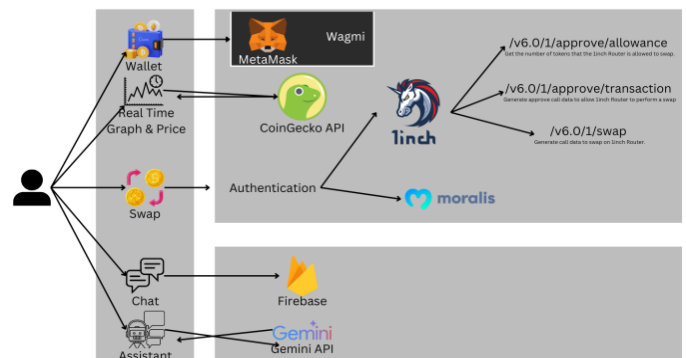 Wallet
MetaMask
Wagmi
Real Time
Graph & Price
CoinGecko API
1inch
/v6.0/1/approve/allowance
Get the number of tokens that the 1inch Router is allowed to swap.
/v6.0/1/approve/transaction
Generate approve call data to allow 1inch Router to perform a swap
/v6.0/1/swap
Generate call data to swap on 1inch Router.
Swap
Authentication
moralis
Chat
Firebase
Assistant
Gemini
Gemini API